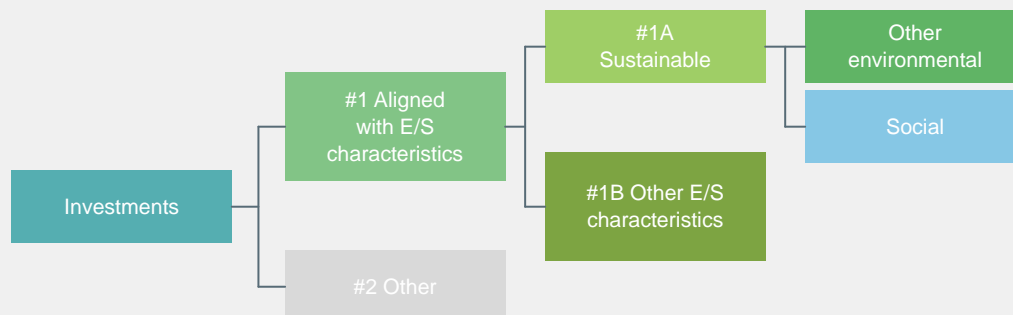 Investments
#1 Aligned
with E/S
characteristics
#2 Other
#1A
Sustainable
#1B Other E/S
characteristics
Other
environmental
Social